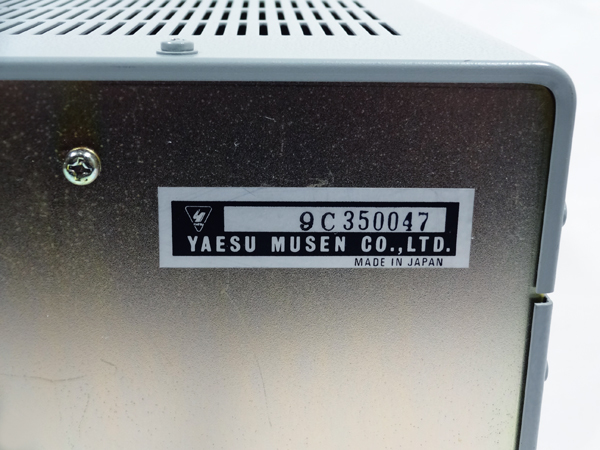 9C350047
YAESU MUSEN CO.,LTD.
MADE IN JAPAN